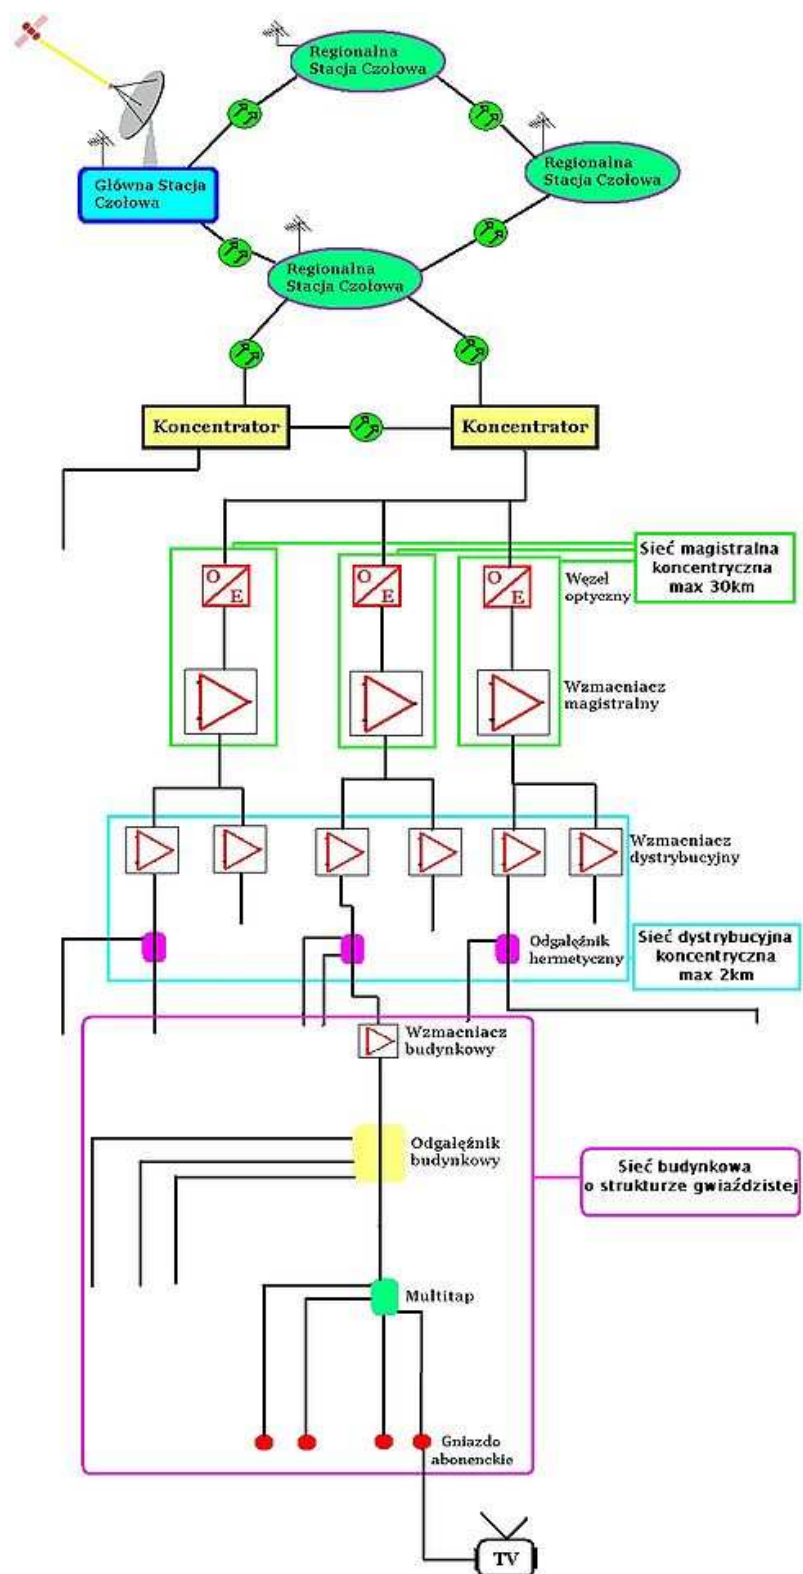 Regionalna
Stacja Czołowa
Regionalna
Stacja Czołowa
Główna Stacja
Czołowa
Regionalna
Stacja Czołowa
Koncentrator
Koncentrator
Sieć magistralna
koncentryczna
max 30km
O
E
O
E
O
E
Węzeł
optyczny
Wzmacniacz
magistralny
Wzmacniacz
dystrybucyjny
Odgałęźnik
hermetyczny
Sieć dystrybucyjna
koncentryczna
max 2km
Wzmacniacz
budynkowy
Odgałęźnik
budynkowy
Sieć budynkowa
o strukturze gwiaździstej
Multitap
Gniazdo
abonenckie
TV